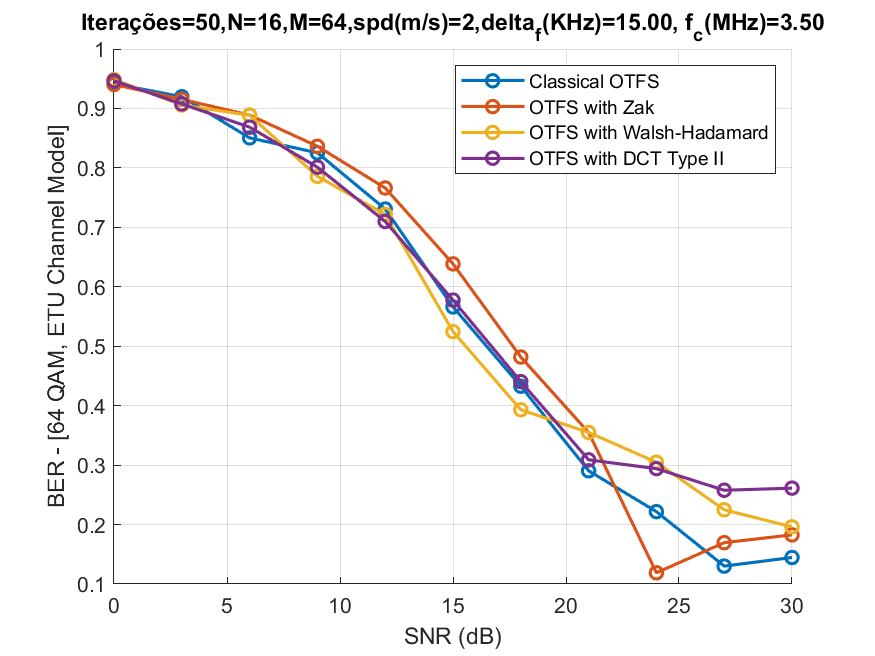 Iterações=50,N=16,M=64,spd(m/s)=2,delta_f(KHz)=15.00, f_c(MHz)=3.50
1
0.9
0.8
0.7
0.6
0.5
0.4
0.3
0.2
0.1
BER - [64 QAM, ETU Channel Model]
Classical OTFS
OTFS with Zak
OTFS with Walsh-Hadamard
OTFS with DCT Type II
0 5 10 15 20 25 30
SNR (dB)